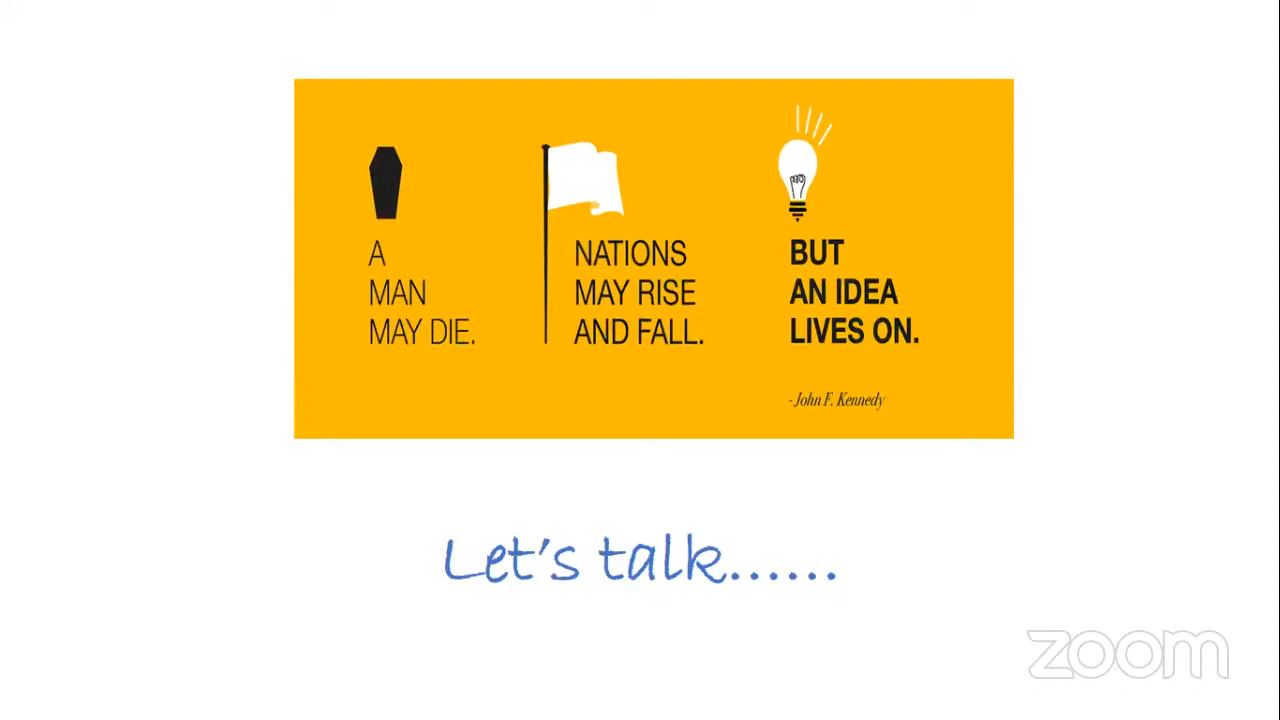 A
MAN
MAY DIE.
NATIONS
MAY RISE
AND FALL.
BUT
AN IDEA
LIVES ON.
- John F. Kennedy
Let's talk......
zoom